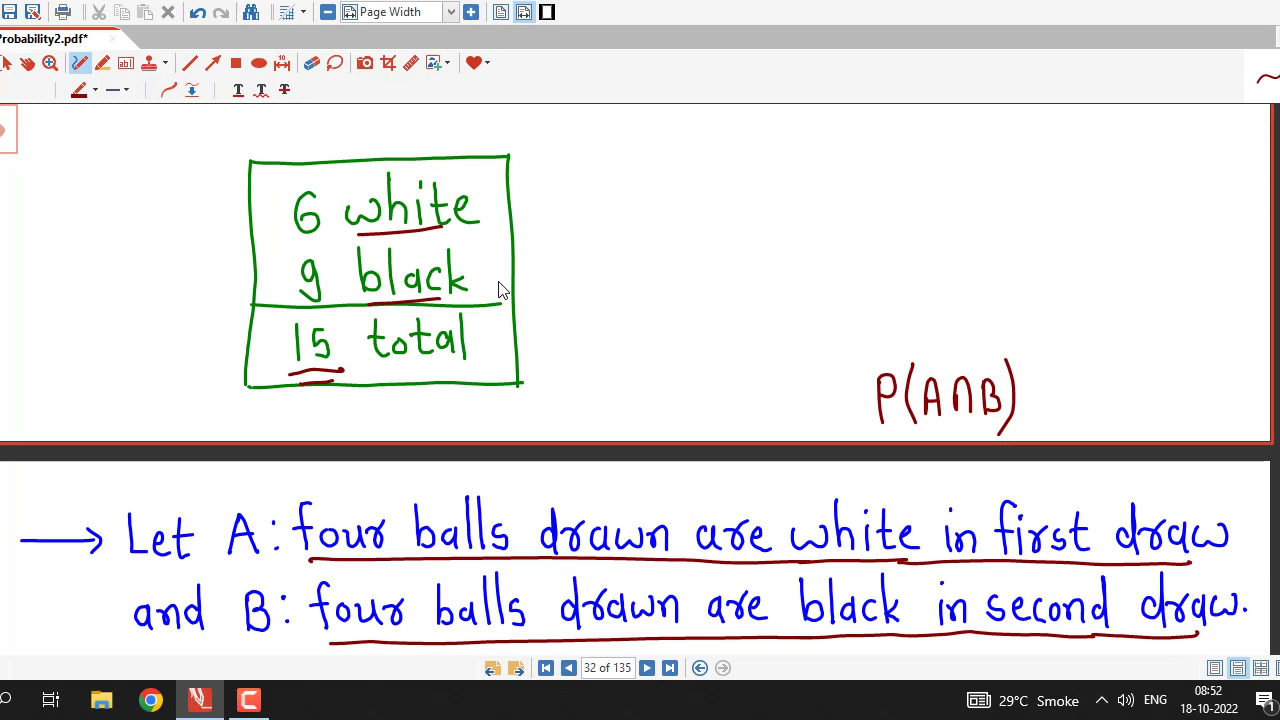 Page Width
Probability2.pdf*
6 white
9 black
15 total
P(A∩B)
→ Let A: four balls drawn are white in first draw
and B: four balls drawn are black in second draw.
32 of 135
29°C Smoke
ENG
08:52
18-10-2022